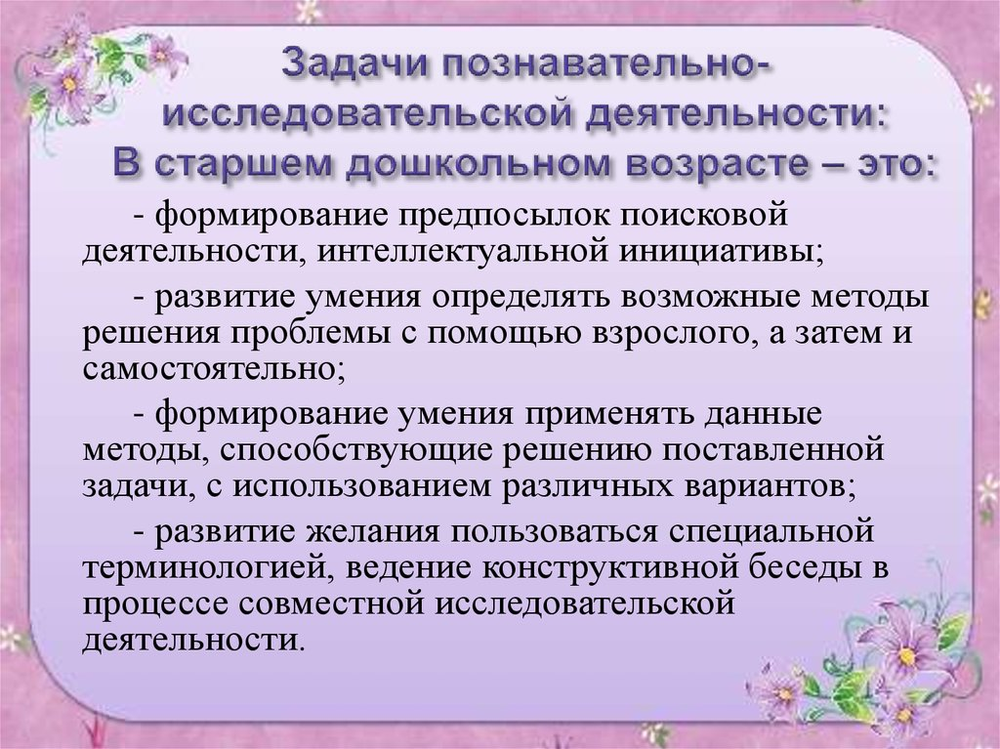 Задачи познавательно-
исследовательской деятельности:
В старшем дошкольном возрасте – это:
- формирование предпосылок поисковой
деятельности, интеллектуальной инициативы;
- развитие умения определять возможные методы
решения проблемы с помощью взрослого, а затем и
самостоятельно;
- формирование умения применять данные
методы, способствующие решению поставленной
задачи, с использованием различных вариантов;
- развитие желания пользоваться специальной
терминологией, ведение конструктивной беседы в
процессе совместной исследовательской
деятельности.